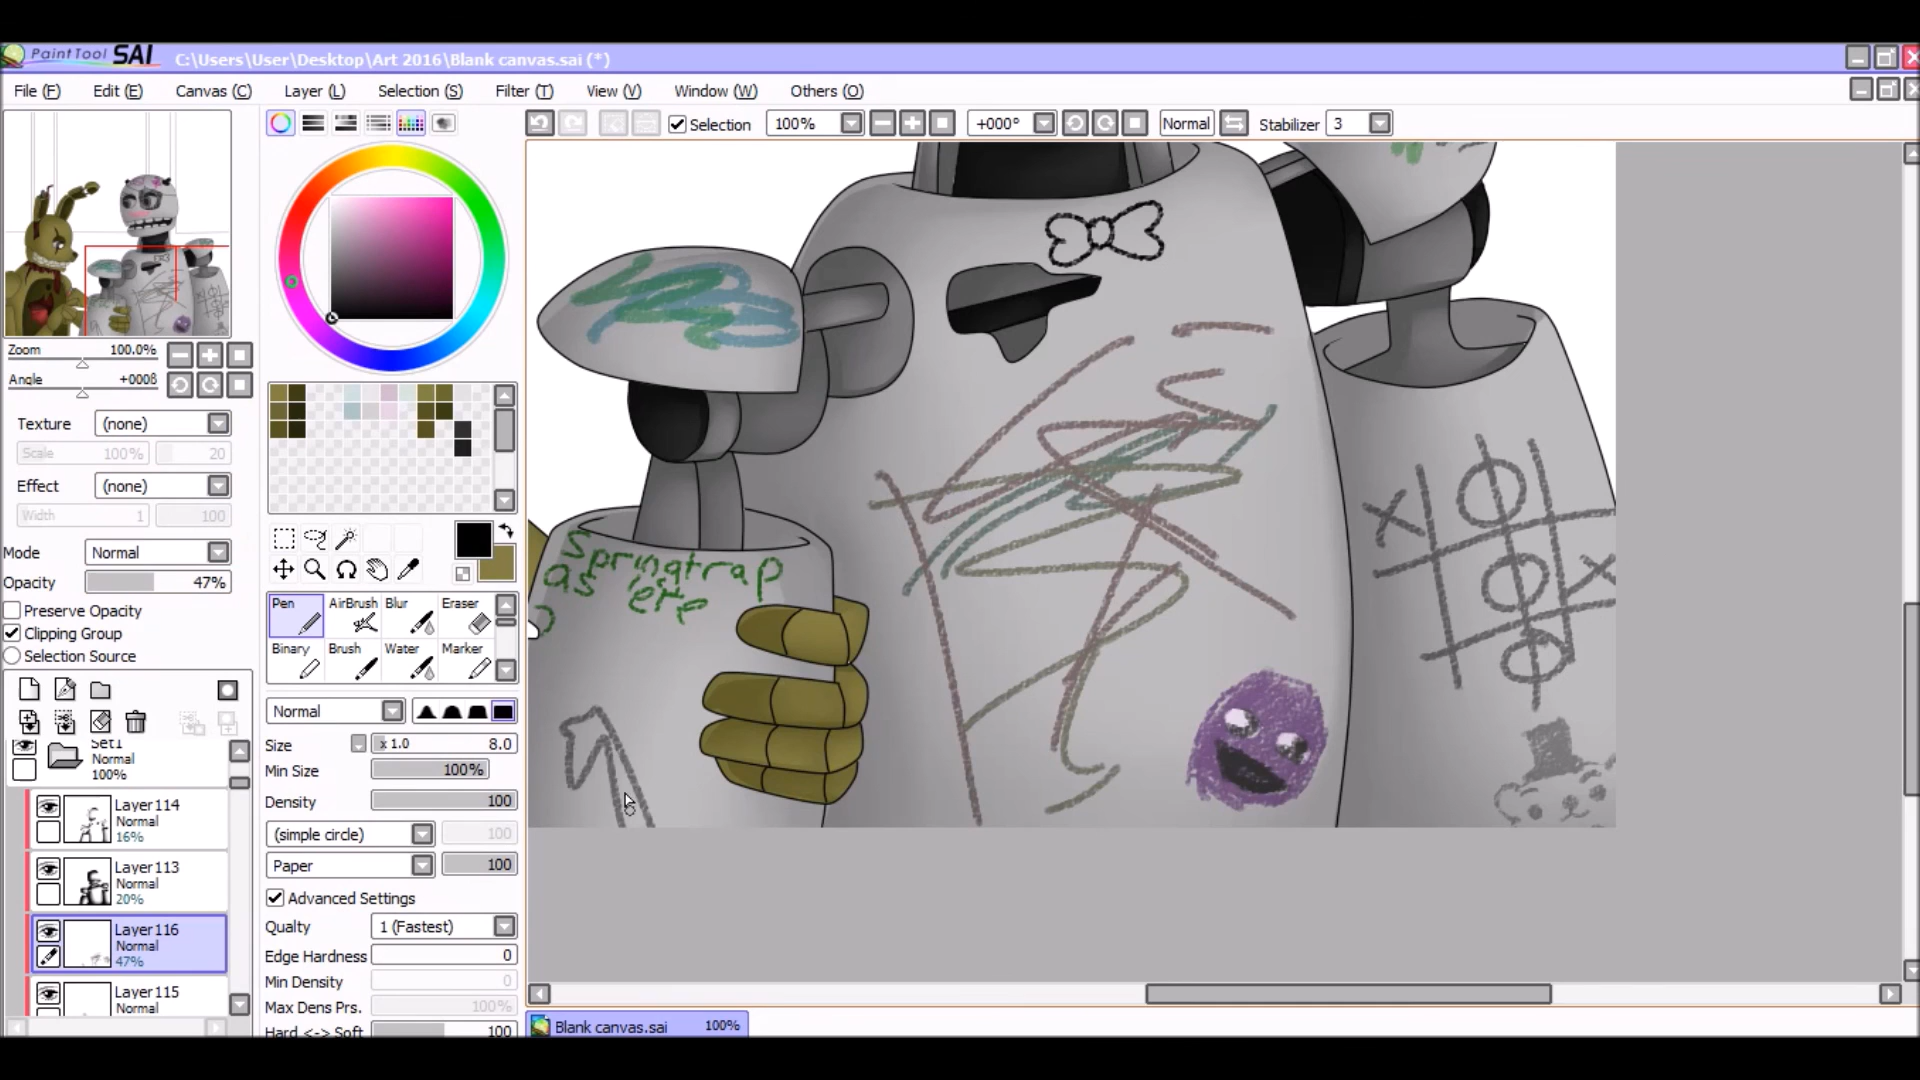 PaintTool SAI C:\Users\User\Desktop\Art 2016\Blank canvas.sai (*)
File (F) Edit (E) Canvas (C) Layer (L) Selection (S) Filter (T) View (V) Window (W) Others (O)
Selection 100% +000° Normal Stabilizer 3
Zoom 100.0%
Angle +000ß
Texture (none)
Scale 100% 20
Effect (none)
Width 1 100
Mode Normal
Opacity 47%
Preserve Opacity
Clipping Group
Selection Source
Set1
Normal
100%
Layer114
Normal
16%
Layer113
Normal
20%
Layer116
Normal
47%
Layer115
Normal
Pen AirBrush Blur Eraser
Binary Brush Water Marker
Normal
Size x 1.0 8.0
Min Size 100%
Density 100
(simple circle) 100
Paper 100
Advanced Settings
Qualty 1 (Fastest)
Edge Hardness 0
Min Density 0
Max Dens Prs. 100%
Hard <-> Soft 100
Springtrap
as 'ere
Blank canvas.sai 100%